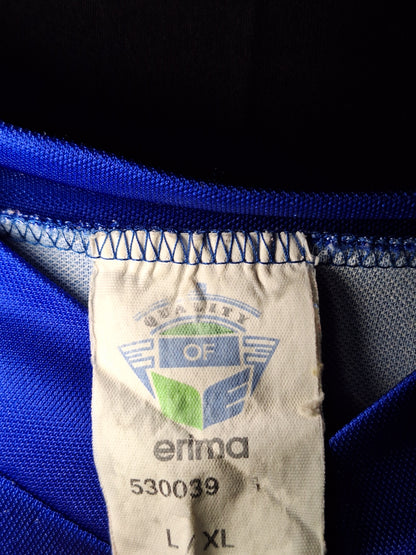 QUALITY
OF
erima
530039
L / XL